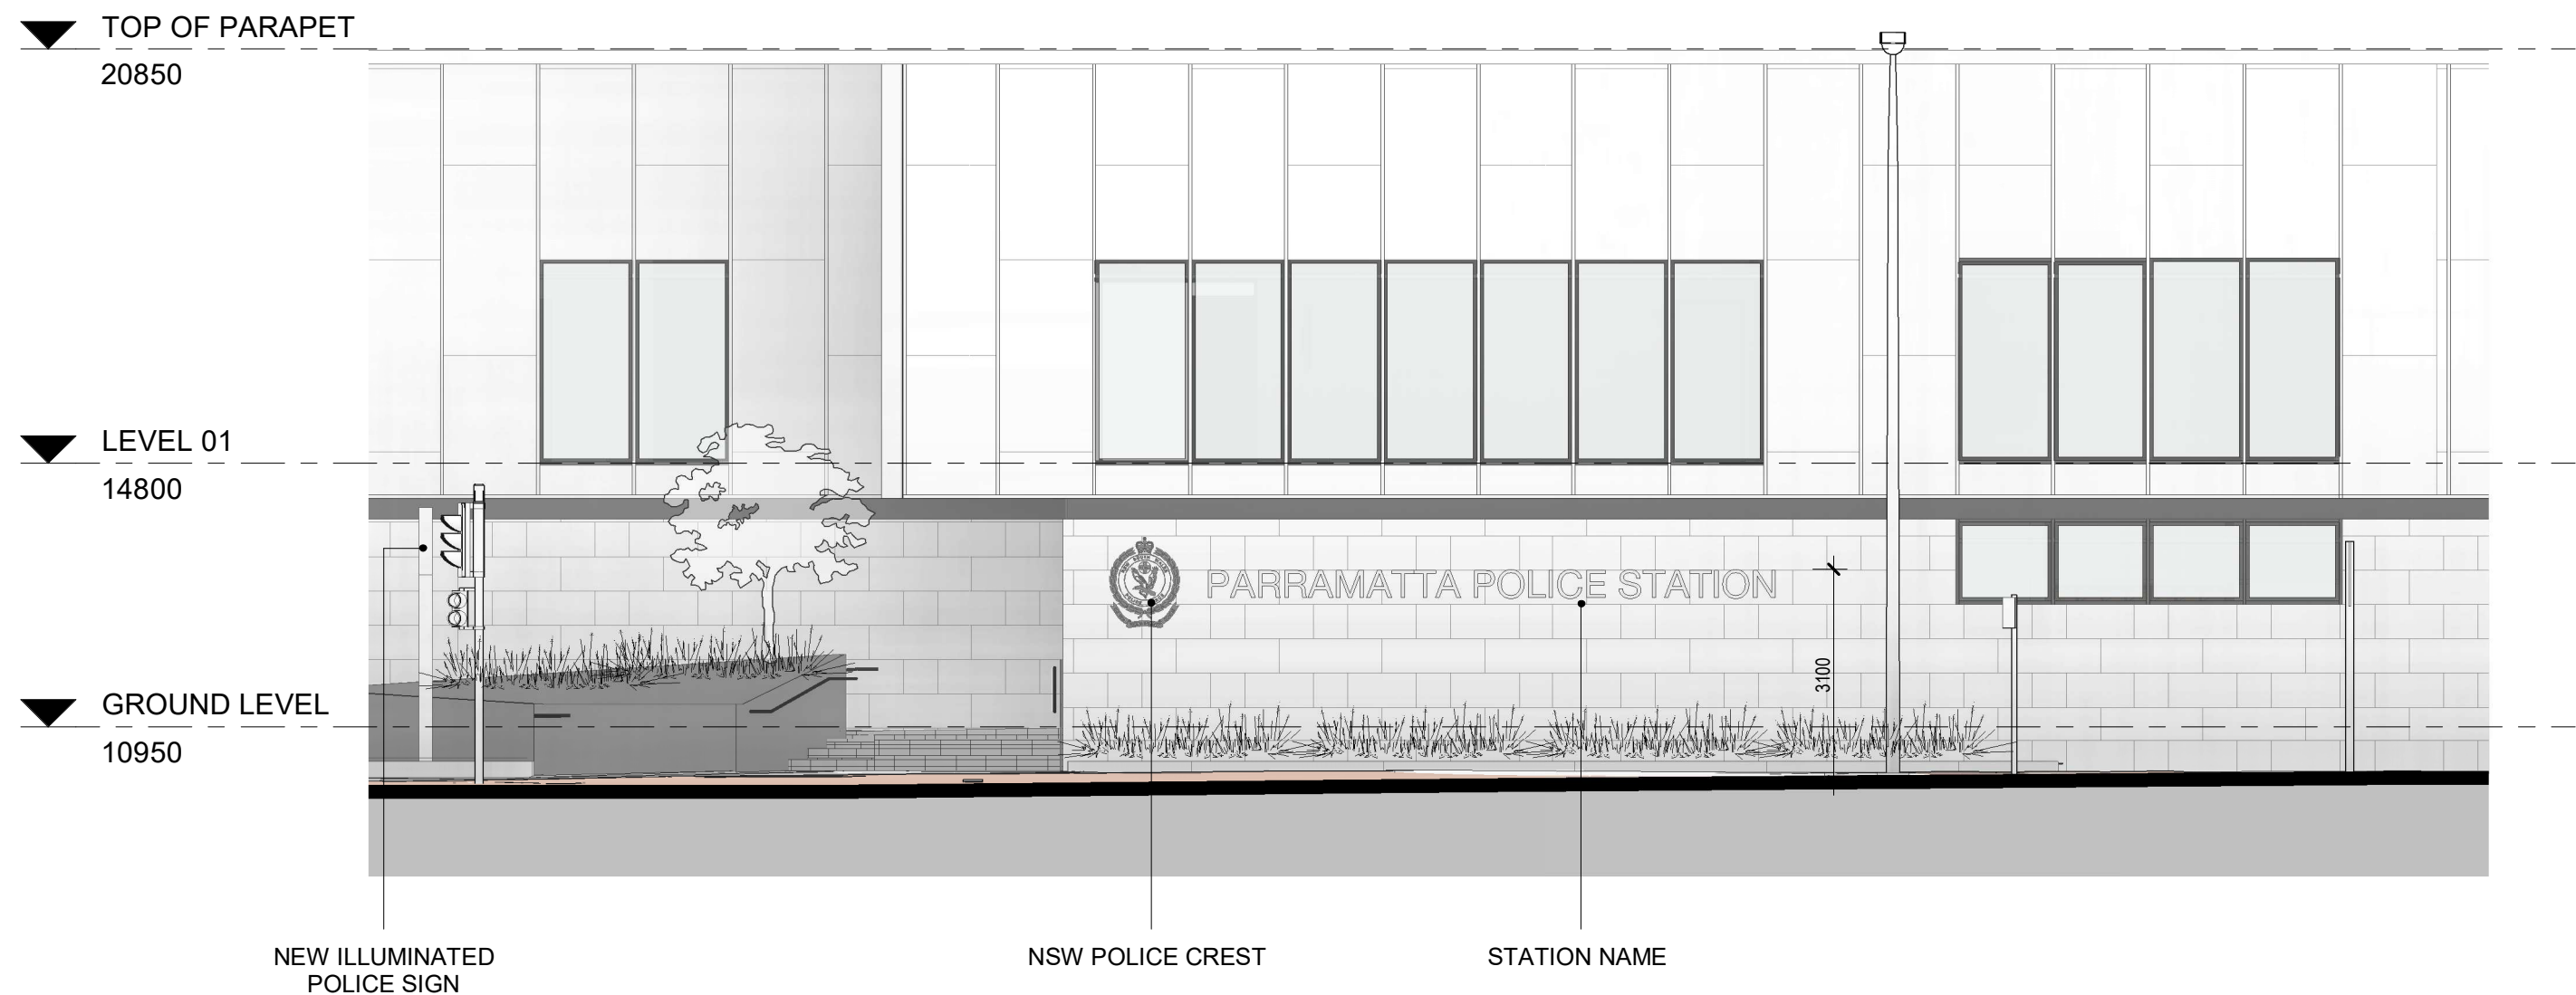 TOP OF PARAPET
20850
LEVEL 01
14800
PARRAMATTA POLICE STATION
3100
GROUND LEVEL
10950
NEW ILLUMINATED
POLICE SIGN
NSW POLICE CREST
STATION NAME